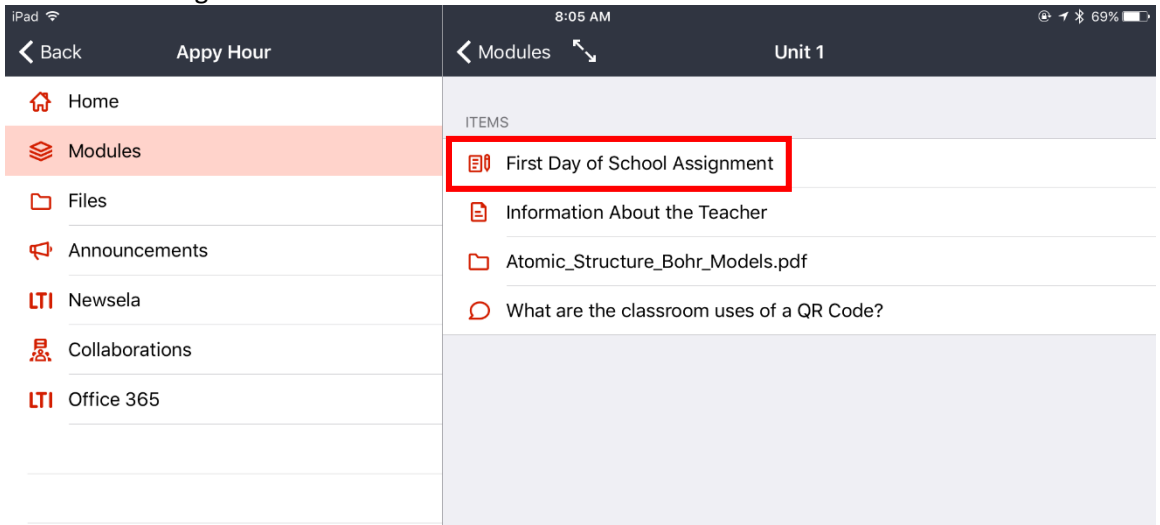 iPad
8:05 AM
69%
Back
Appy Hour
Modules
Unit 1
Home
Modules
Files
Announcements
LTI Newsela
Collaborations
LTI Office 365
ITEMS
First Day of School Assignment
Information About the Teacher
Atomic_Structure_Bohr_Models.pdf
What are the classroom uses of a QR Code?